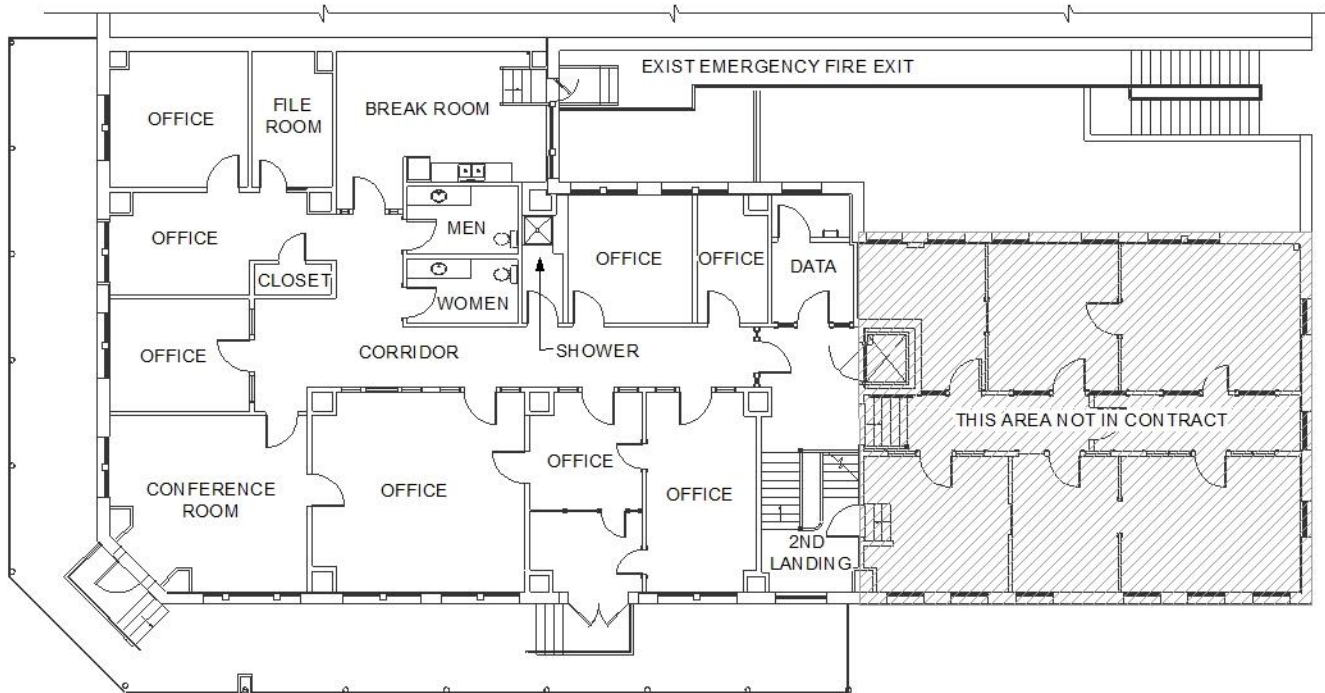 EXIST EMERGENCY FIRE EXIT
OFFICE
FILE
ROOM
BREAK ROOM
OFFICE
MEN
CLOSET
WOMEN
OFFICE
OFFICE
DATA
OFFICE
CORRIDOR
SHOWER
THIS AREA NOT IN CONTRACT
CONFERENCE
ROOM
OFFICE
OFFICE
OFFICE
2ND
LANDING